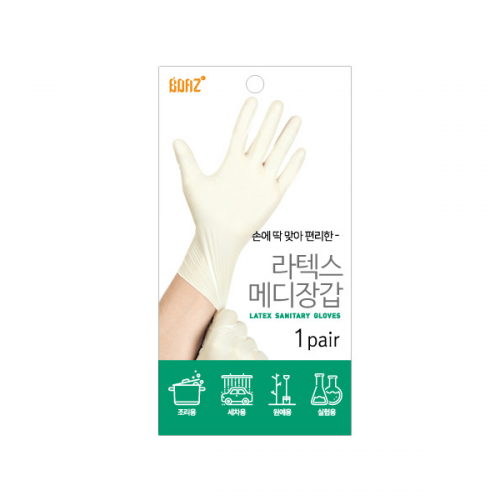 BOAZ
손에 딱 맞아 편리한-
라텍스
메디장갑
LATEX SANITARY GLOVES
1 pair
조리용
세차용
원예용
실험용